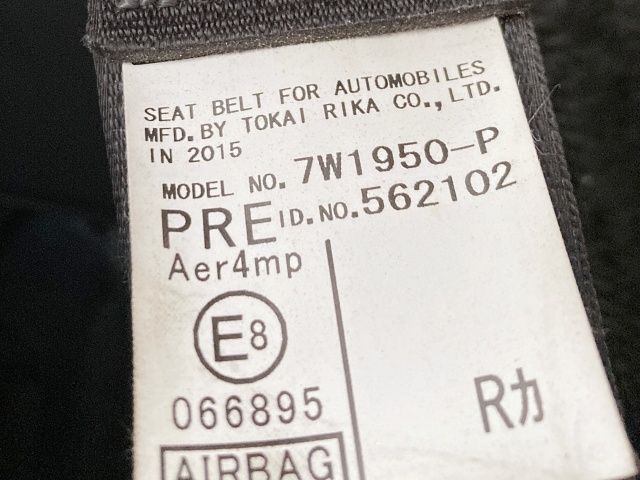 SEAT BELT FOR AUTOMOBILES
MFD.BY TOKAI RIKA CO.,LTD.
IN 2015
MODEL NO.7W1950-P
PRE ID.NO.562102
Aer4mp
E8
066895
Rカ
AIRBAG